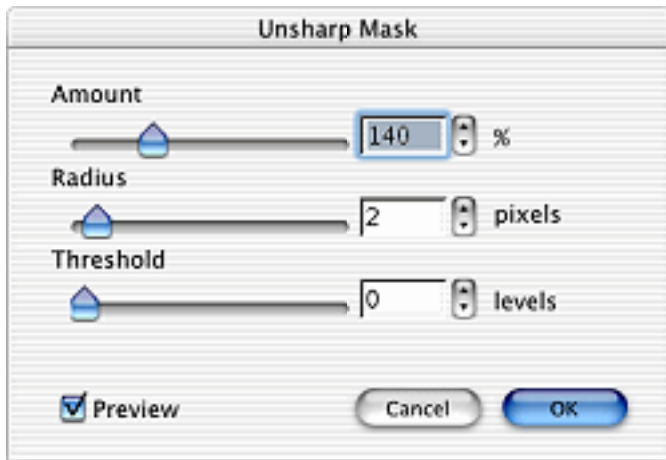 Unsharp Mask
Amount
140 %
Radius
2 pixels
Threshold
0 levels
Preview Cancel OK